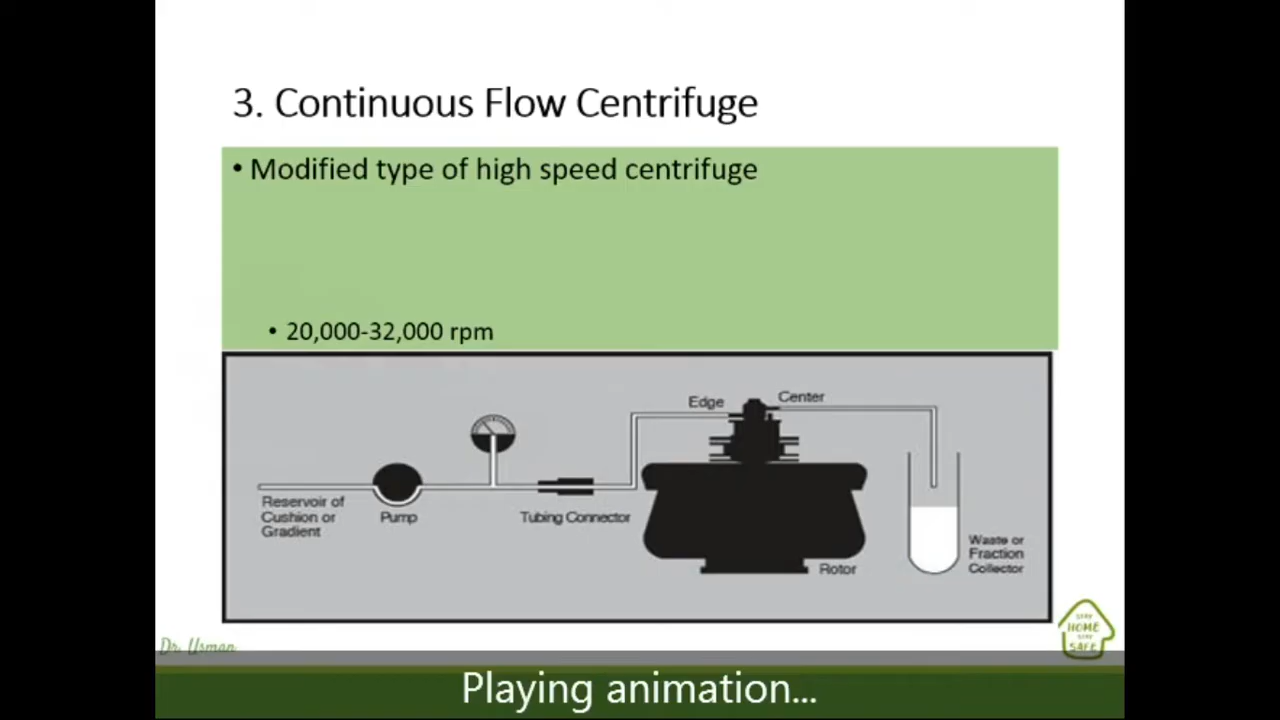 3. Continuous Flow Centrifuge
• Modified type of high speed centrifuge
• 20,000-32,000 rpm
Edge
Center
Reservoir of
Cushion or
Gradient
Pump
Tubing Connector
Rotor
Waste or
Fraction
Collector
Dr. Usman
STAY
HOME
STAY
SAFE
Playing animation...